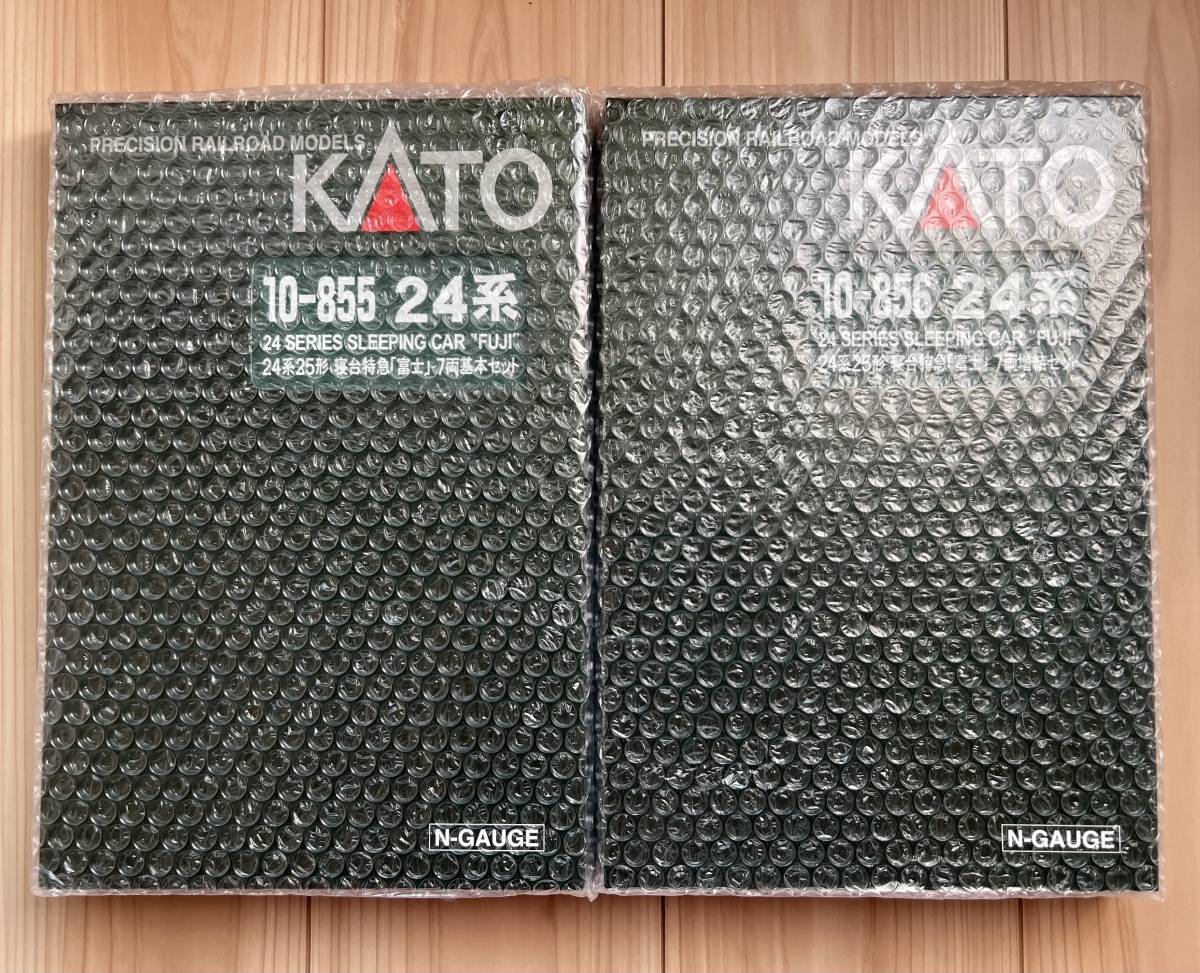 PRECISION RAILROAD MODELS
KATO
10-855 24系
24 SERIES SLEEPING CAR "FUJI"
24系25形 寝台特急「富士」 7両基本セット
N-GAUGE
PRECISION RAILROAD MODELS
KATO
10-856 24系
24 SERIES SLEEPING CAR "FUJI"
24系25形 寝台特急「富士」 7両増結セット
N-GAUGE